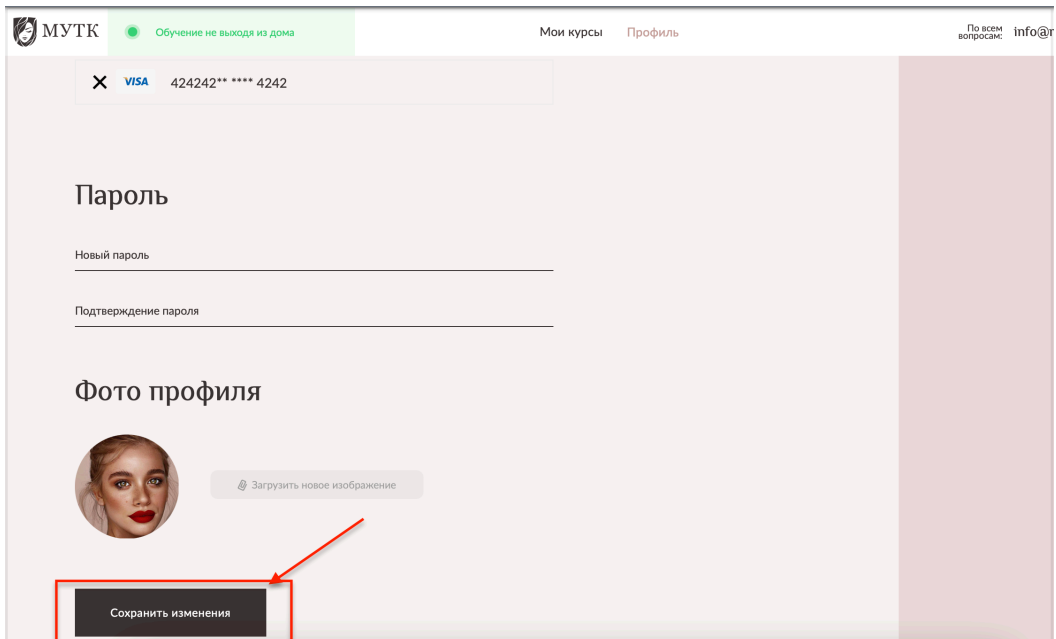 МУТК
Обучение не выходя из дома
Мои курсы
Профиль
По всем
вопросам:
info@
VISA
424242** **** 4242
Пароль
Новый пароль
Подтверждение пароля
Фото профиля
Загрузить новое изображение
Сохранить изменения